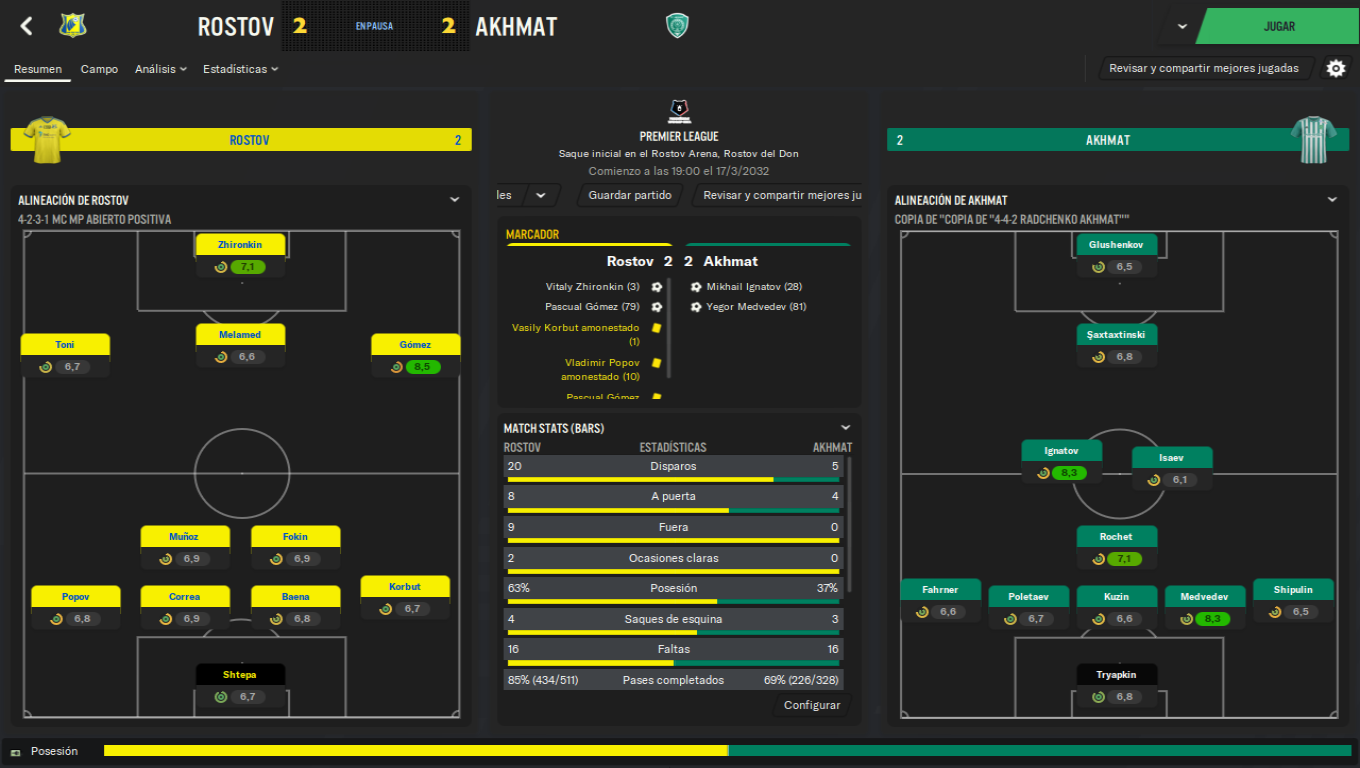 ROSTOV 2 EN PAUSA 2 AKHMAT
JUGAR
Resumen Campo Análisis Estadísticas
Revisar y compartir mejores jugadas
ROSTOV 2
PREMIER LEAGUE
Saque inicial en el Rostov Arena, Rostov del Don
Comienzo a las 19:00 el 17/3/2032
les Guardar partido Revisar y compartir mejores ju
2 AKHMAT
ALINEACIÓN DE ROSTOV
4-2-3-1 MC MP ABIERTO POSITIVA
Zhironkin
7,1
Melamed
6,6
Toni
6,7
Gómez
8,5
Muñoz
6,9
Fokin
6,9
Korbut
6,7
Popov
6,8
Correa
6,9
Baena
6,8
Shtepa
6,7
MARCADOR
Rostov 2 2 Akhmat
Vitaly Zhironkin (3) Mikhail Ignatov (28)
Pascual Gómez (79) Yegor Medvedev (81)
Vasily Korbut amonestado
(1)
Vladimir Popov
amonestado (10)
Pascual Gómez
MATCH STATS (BARS)
ROSTOV ESTADÍSTICAS AKHMAT
20 Disparos 5
8 A puerta 4
9 Fuera 0
2 Ocasiones claras 0
63% Posesión 37%
4 Saques de esquina 3
16 Faltas 16
85% (434/511) Pases completados 69% (226/328)
Configurar
ALINEACIÓN DE AKHMAT
COPIA DE "COPIA DE "4-4-2 RADCHENKO AKHMAT""
Glushenkov
6,5
Şaxtaxtinski
6,8
Ignatov
8,3
Isaev
6,1
Rochet
7,1
Fahrner
6,6
Poletaev
6,7
Kuzin
6,6
Medvedev
8,3
Shipulin
6,5
Tryapkin
6,8
Posesión